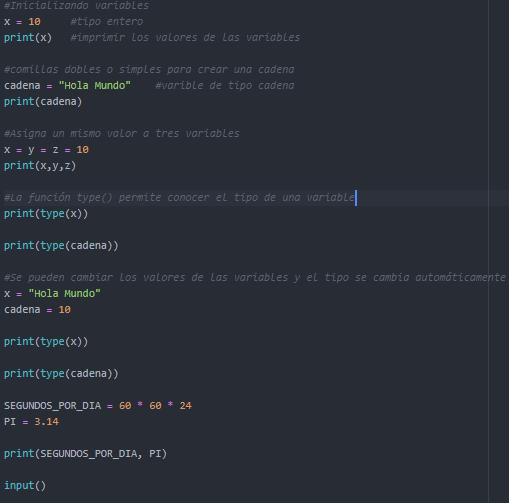 #Inicializando variables
x = 10     #tipo entero
print(x)   #imprimir los valores de las variables
#comillas dobles o simples para crear una cadena
cadena = "Hola Mundo"    #varible de tipo cadena
print(cadena)
#Asigna un mismo valor a tres variables
x = y = z = 10
print(x,y,z)
#La función type() permite conocer el tipo de una variable
print(type(x))
print(type(cadena))
#Se pueden cambiar los valores de las variables y el tipo se cambia automáticamente
x = "Hola Mundo"
cadena = 10
print(type(x))
print(type(cadena))
SEGUNDOS_POR_DIA = 60 * 60 * 24
PI = 3.14
print(SEGUNDOS_POR_DIA, PI)
input()